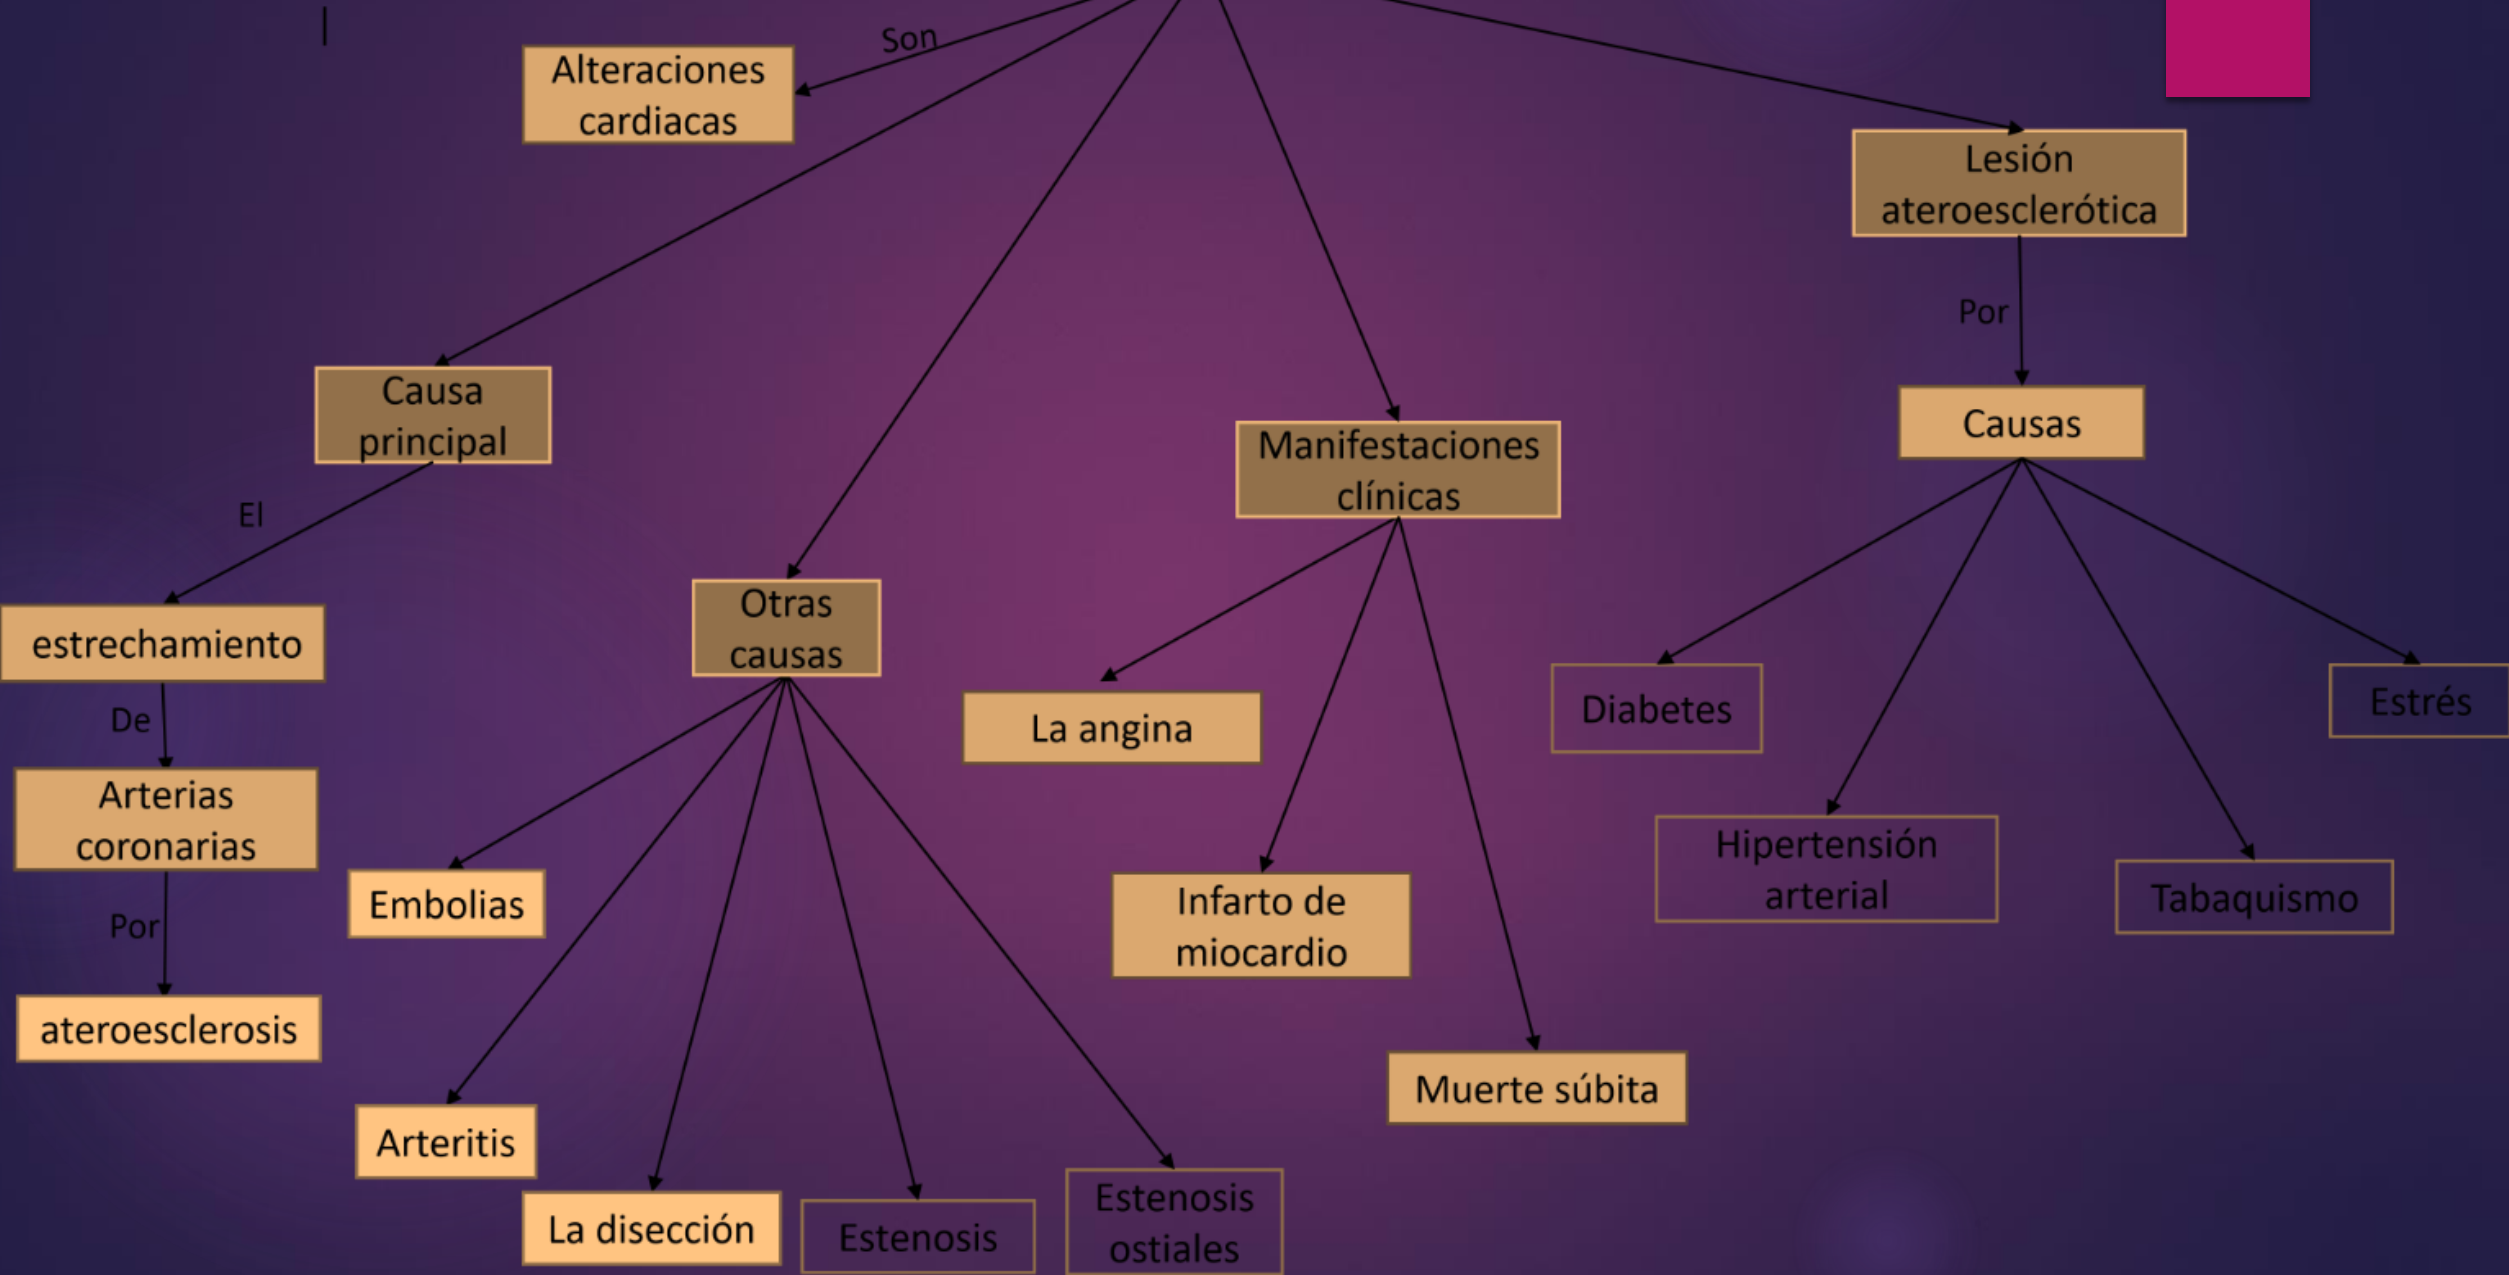 Son
Alteraciones
cardiacas
Lesión
ateroesclerótica
Por
Causa
principal
Causas
Manifestaciones
clínicas
El
Otras
causas
estrechamiento
De
La angina
Diabetes
Estrés
Arterias
coronarias
Por
Embolias
Infarto de
miocardio
Hipertensión
arterial
Tabaquismo
ateroesclerosis
Muerte súbita
Arteritis
La disección
Estenosis
Estenosis
ostiales